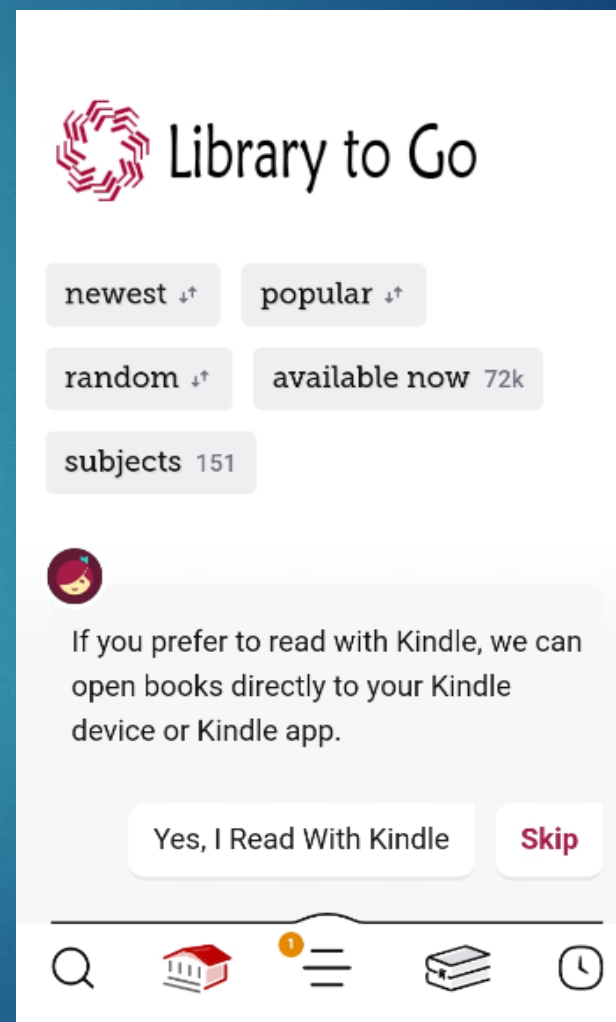 Library to Go
newest
popular
random
available now 72k
subjects 151
If you prefer to read with Kindle, we can
open books directly to your Kindle
device or Kindle app.
Yes, I Read With Kindle
Skip
1